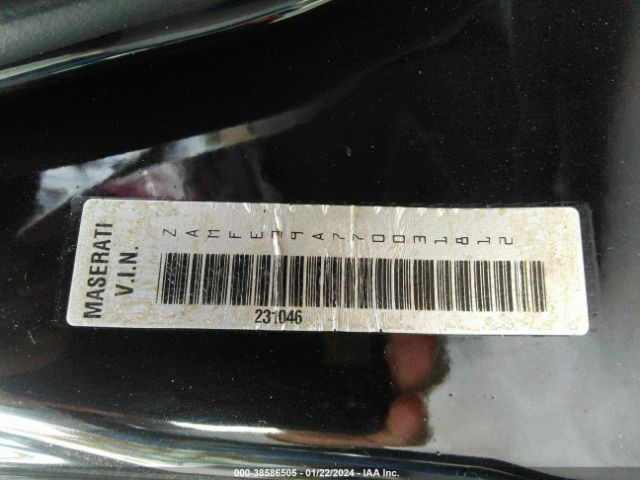 MASERATI
V.I.N.
ZAMFE39A770031812
231046
000-38586505 - 01/22/2024 - IAA Inc.